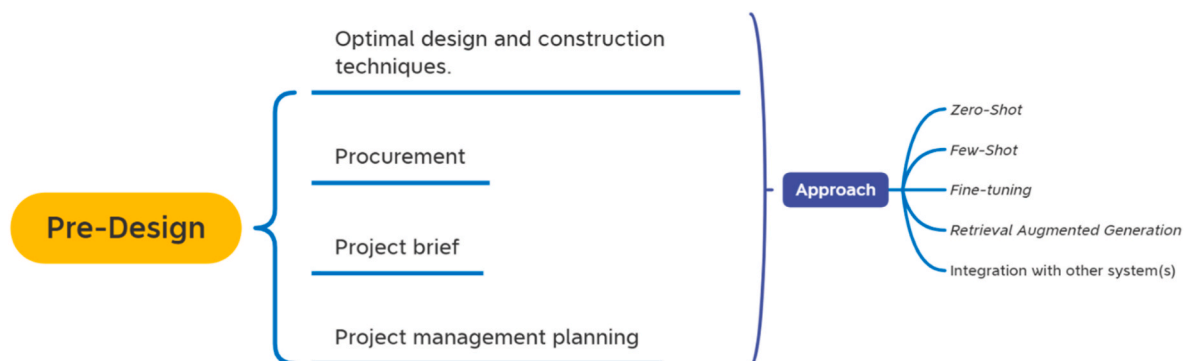 Pre-Design
Optimal design and construction
techniques.
Procurement
Project brief
Project management planning
Approach
Zero-Shot
Few-Shot
Fine-tuning
Retrieval Augmented Generation
Integration with other system(s)